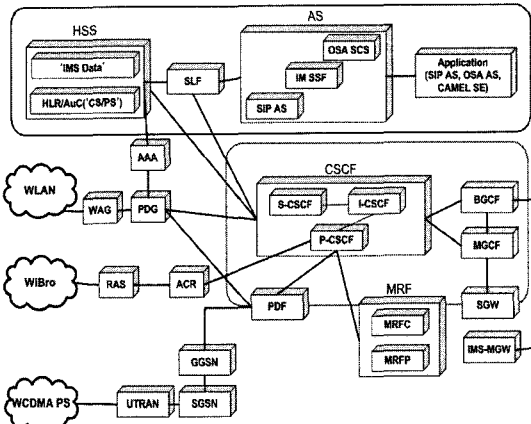 HSS
AS
'IMS Data'
HLR/AuC('CS/PS')
SLF
OSA SCS
IM SSF
SIP AS
Application
(SIP AS, OSA AS,
CAMEL SE)
AAA
WLAN
WAG
PDG
CSCF
S-CSCF
I-CSCF
P-CSCF
BGCF
MGCF
WiBro
RAS
ACR
PDF
MRF
MRFC
MRFP
SGW
IMS-MGW
GGSN
WCDMA PS
UTRAN
SGSN